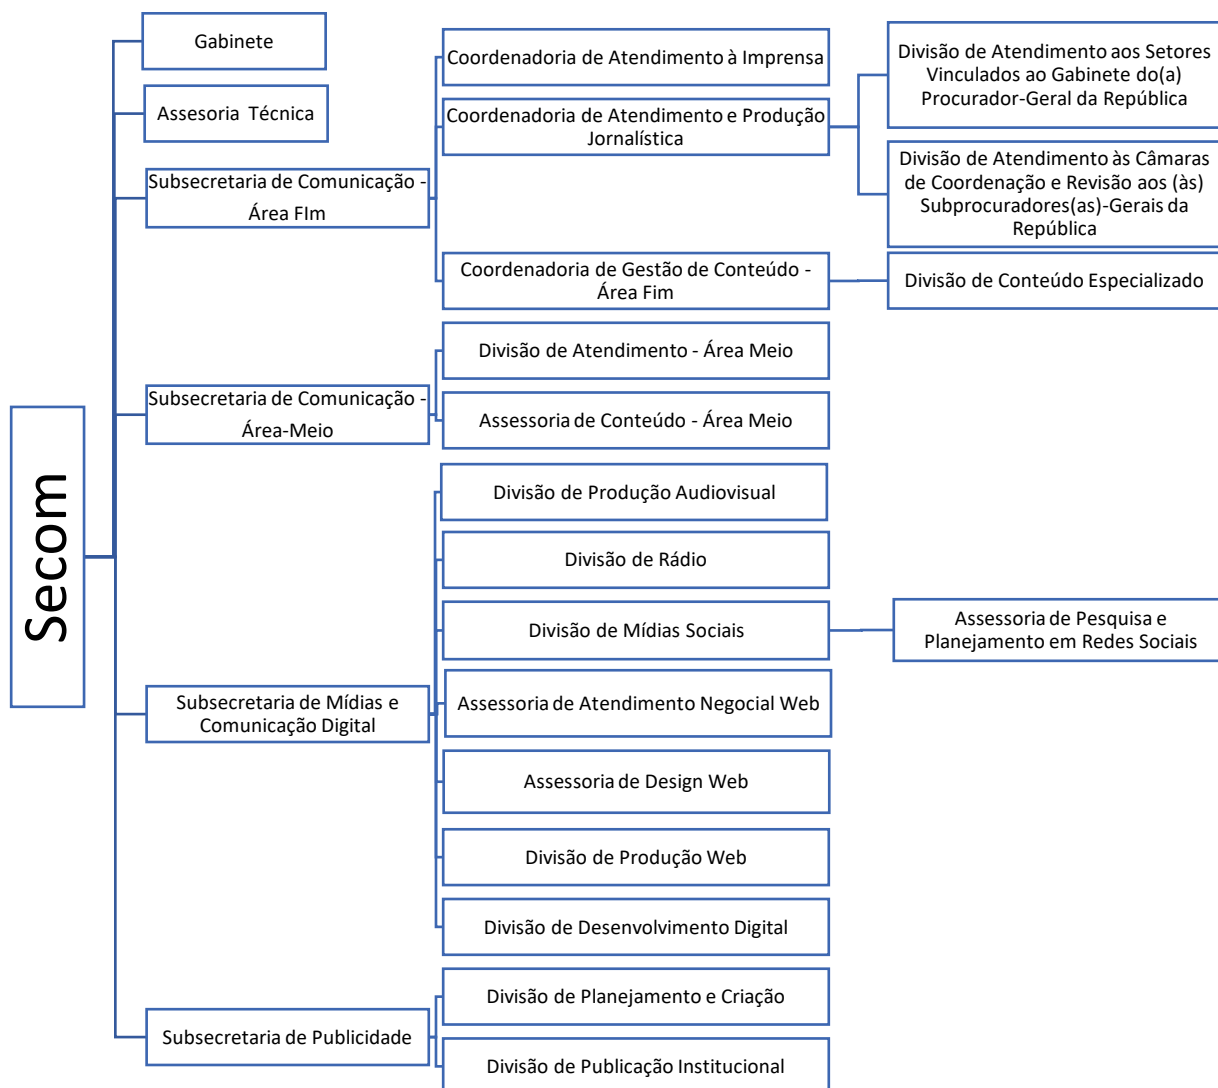 Secom
Gabinete
Assesoria Técnica
Subsecretaria de Comunicação -
Área FIm
Coordenadoria de Atendimento à Imprensa
Coordenadoria de Atendimento e Produção
Jornalística
Divisão de Atendimento aos Setores
Vinculados ao Gabinete do(a)
Procurador-Geral da República
Divisão de Atendimento às Câmaras
de Coordenação e Revisão aos (às)
Subprocuradores(as)-Gerais da
República
Coordenadoria de Gestão de Conteúdo -
Área Fim
Divisão de Conteúdo Especializado
Subsecretaria de Comunicação -
Área-Meio
Divisão de Atendimento - Área Meio
Assessoria de Conteúdo - Área Meio
Subsecretaria de Mídias e
Comunicação Digital
Divisão de Produção Audiovisual
Divisão de Rádio
Divisão de Mídias Sociais
Assessoria de Pesquisa e
Planejamento em Redes Sociais
Assessoria de Atendimento Negocial Web
Assessoria de Design Web
Divisão de Produção Web
Divisão de Desenvolvimento Digital
Subsecretaria de Publicidade
Divisão de Planejamento e Criação
Divisão de Publicação Institucional